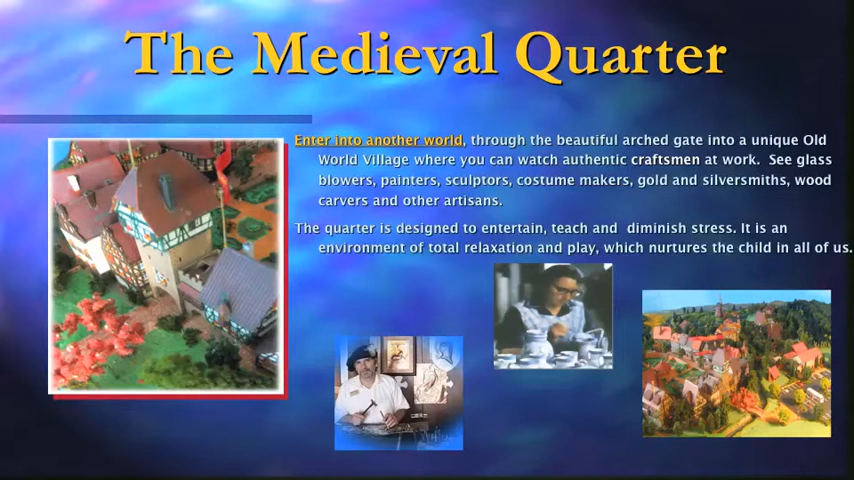 The Medieval Quarter
Enter into another world, through the beautiful arched gate into a unique Old
World Village where you can watch authentic craftsmen at work.  See glass
blowers, painters, sculptors, costume makers, gold and silversmiths, wood
carvers and other artisans.
The quarter is designed to entertain, teach and  diminish stress. It is an
environment of total relaxation and play, which nurtures the child in all of us.